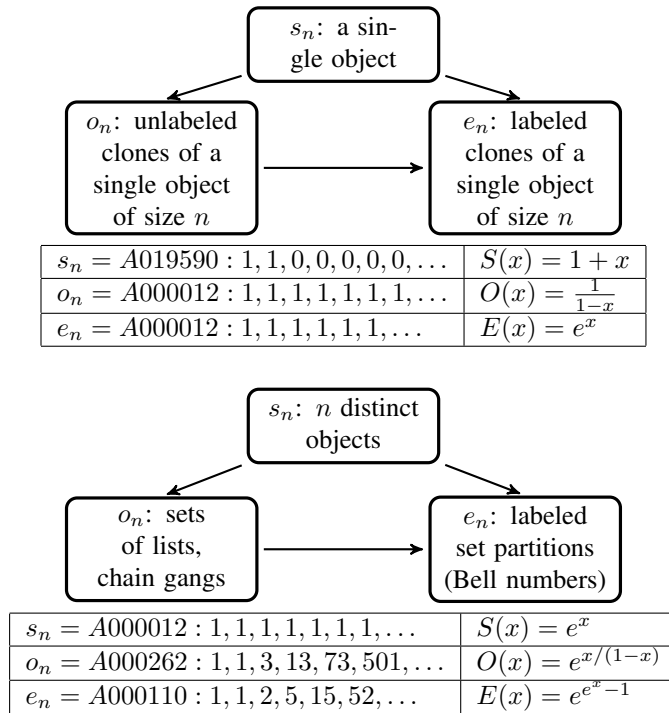 s_n: a sin-
gle object
o_n: unlabeled
clones of a
single object
of size n
e_n: labeled
clones of a
single object
of size n
s_n = A019590 : 1, 1, 0, 0, 0, 0, 0, . . . S(x) = 1 + x
o_n = A000012 : 1, 1, 1, 1, 1, 1, 1, . . . O(x) = \frac{1}{1-x}
e_n = A000012 : 1, 1, 1, 1, 1, 1, . . . E(x) = e^x
s_n: n distinct
objects
o_n: sets
of lists,
chain gangs
e_n: labeled
set partitions
(Bell numbers)
s_n = A000012 : 1, 1, 1, 1, 1, 1, 1, . . . S(x) = e^x
o_n = A000262 : 1, 1, 3, 13, 73, 501, . . . O(x) = e^{x/(1-x)}
e_n = A000110 : 1, 1, 2, 5, 15, 52, . . . E(x) = e^{e^x-1}